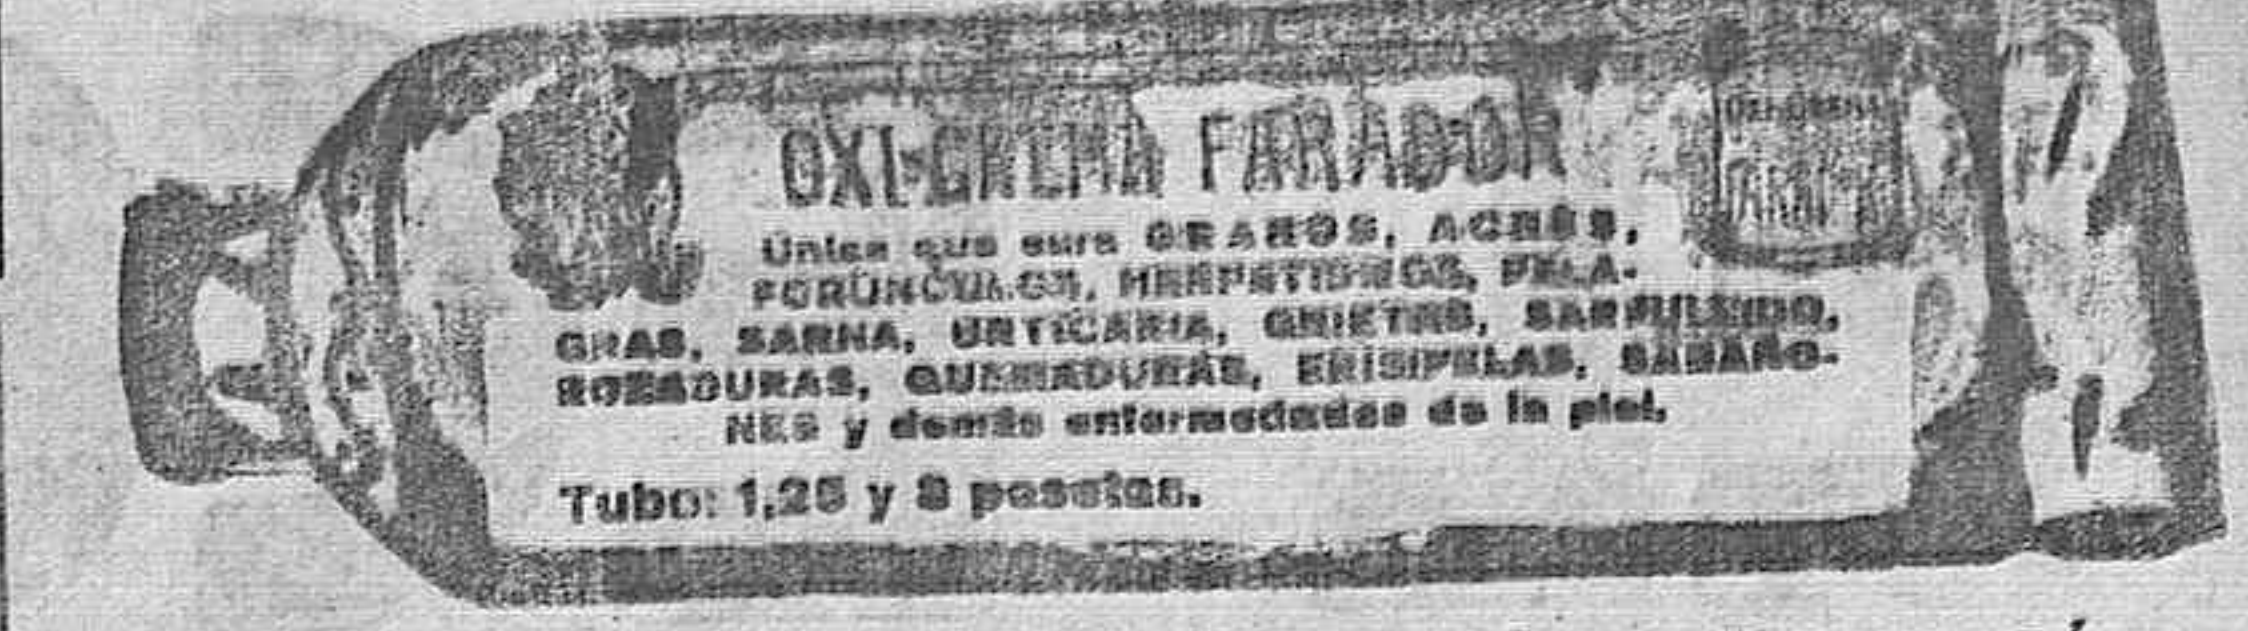 OXI-CREMA FARADOR
Única que cura GRANOS, ACNÉS,
FORÚNCULOS, HERPETISMOS, PELA-
GRAS, SARNA, URTICARIA, GRIETAS, SARPULLIDO,
ROZADURAS, QUEMADURAS, ERISIPELAS, SABAÑO-
NES y demás enfermedades de la piel.
Tubo: 1,25 y 3 pesetas.